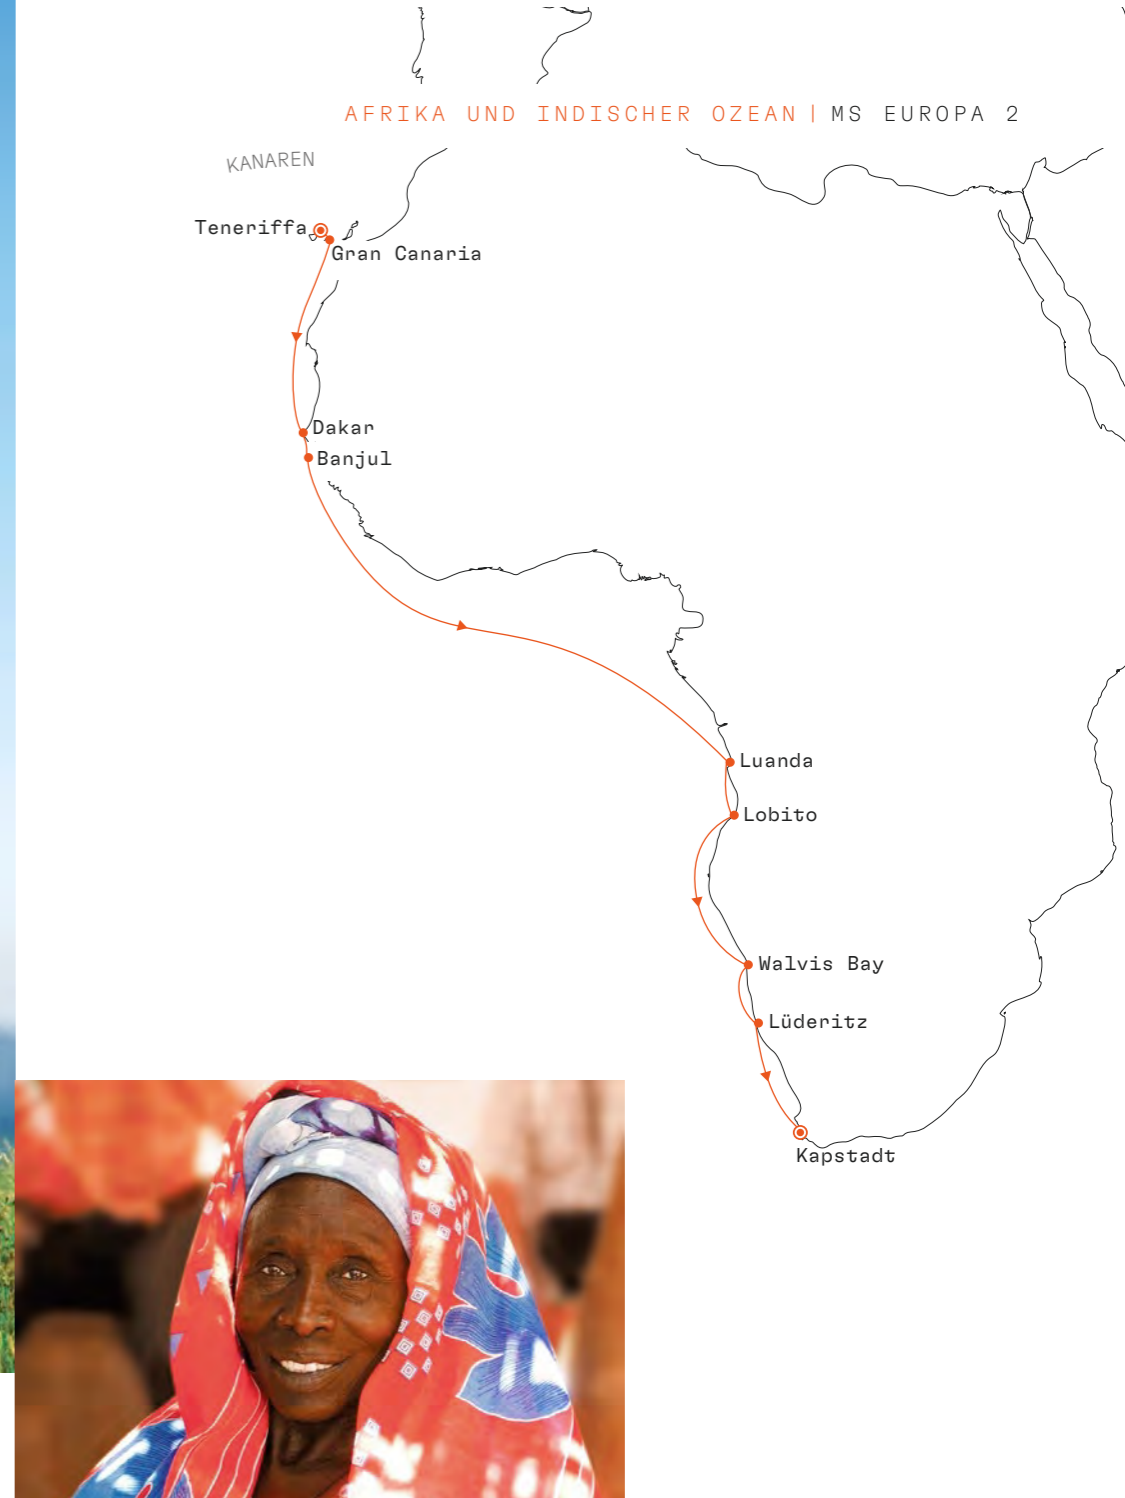 AFRIKA UND INDISCHER OZEAN | MS EUROPA 2
KANAREN
Teneriffa
Gran Canaria
Dakar
Banjul
Luanda
Lobito
Walvis Bay
Lüderitz
Kapstadt